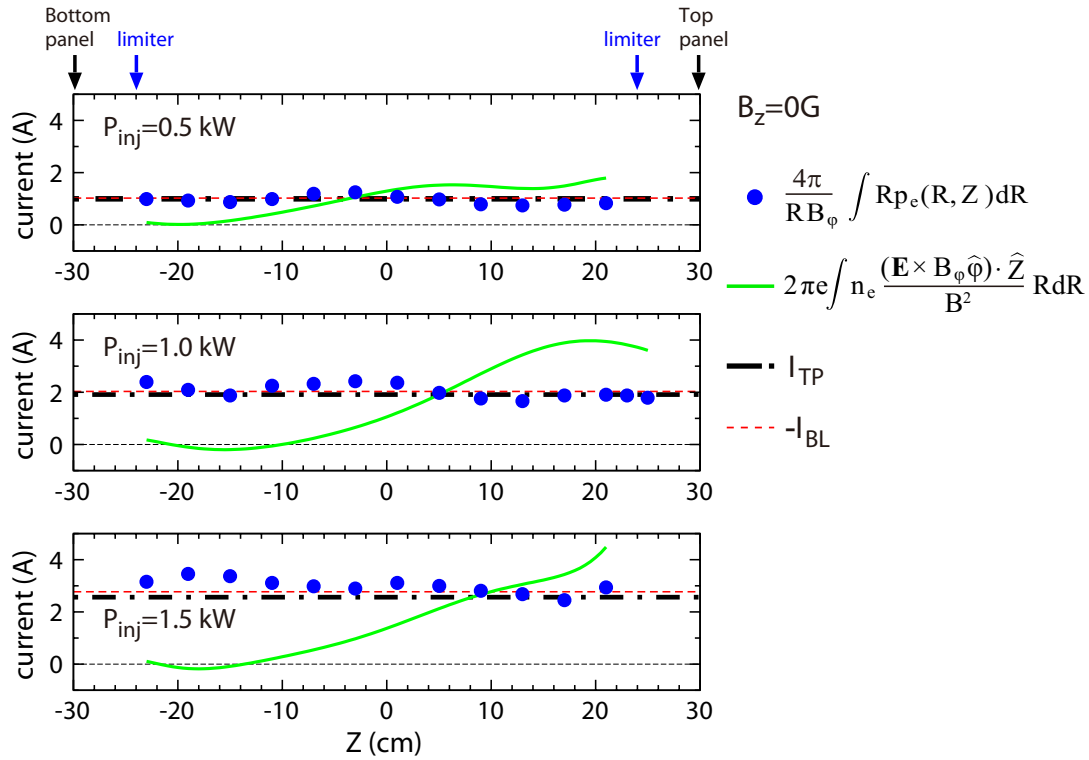 Bottom panel
limiter
limiter
Top panel
P_inj=0.5 kW
current (A)
4
2
0
-30 -20 -10 0 10 20 30
P_inj=1.0 kW
current (A)
4
2
0
-30 -20 -10 0 10 20 30
P_inj=1.5 kW
current (A)
4
2
0
-30 -20 -10 0 10 20 30
Z (cm)
B_z=0G
4π/(R B_φ) ∫ Rp_e(R, Z)dR
2πe∫ n_e (E × B_φ φ̂)·Ẑ / B² RdR
I_TP
-I_BL